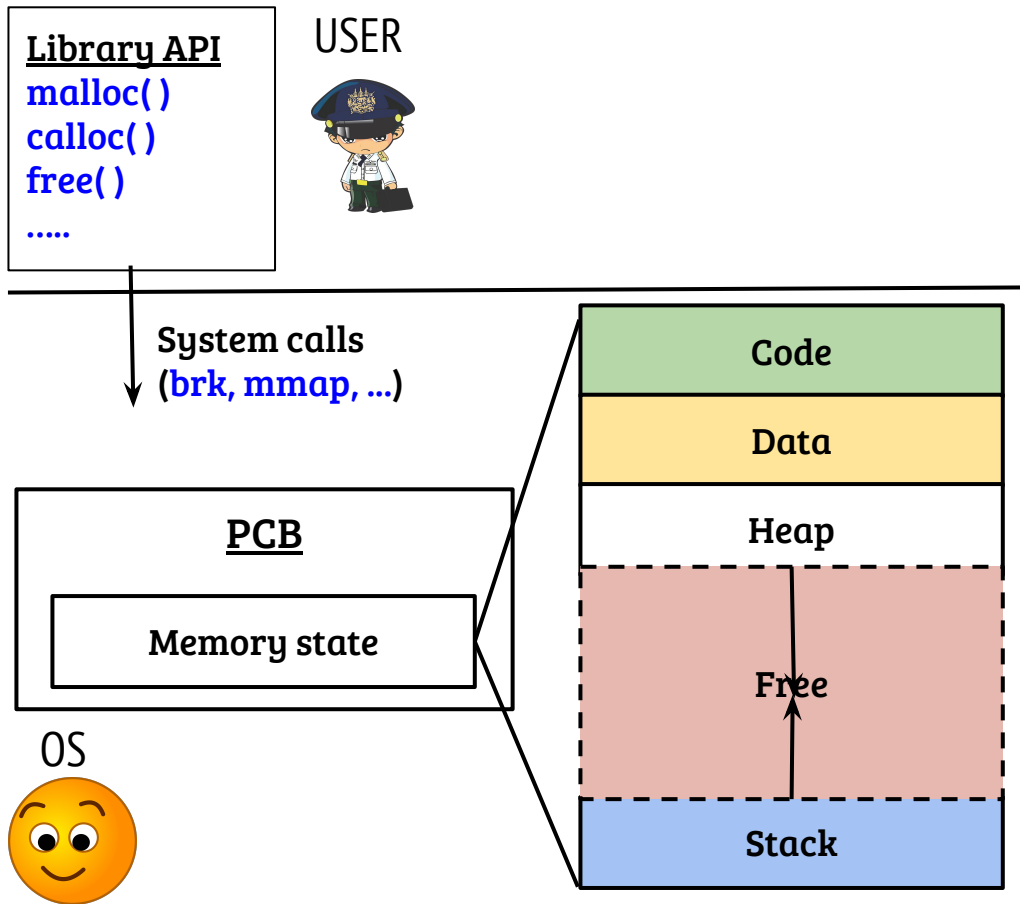 Library API
malloc( )
calloc( )
free( )
…..
USER
System calls
(brk, mmap, ...)
Code
Data
Heap
Free
Stack
PCB
Memory state
OS